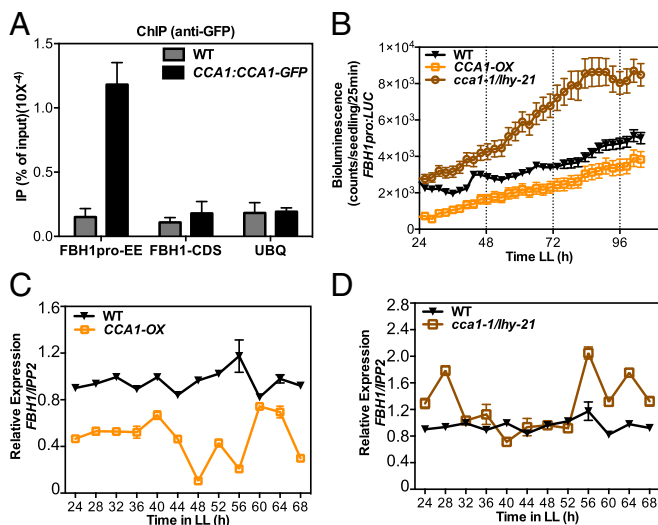 A
ChIP (anti-GFP)
WT
CCA1:CCA1-GFP
IP (% of input)(10X⁻⁴)
1.5
1.0
0.5
0.0
FBH1pro-EE FBH1-CDS UBQ
B
WT
CCA1-OX
cca1-1/lhy-21
Bioluminescence
(counts/seedling/25min)
FBH1pro:LUC
1×10⁴
8×10³
6×10³
4×10³
2×10³
0
24 48 72 96
Time LL (h)
C
WT
CCA1-OX
Relative Expression
FBH1/IPP2
1.6
1.2
0.8
0.4
0.0
24 28 32 36 40 44 48 52 56 60 64 68
Time in LL (h)
D
WT
cca1-1/lhy-21
Relative Expression
FBH1/IPP2
2.8
2.4
2.0
1.6
1.2
0.8
0.4
0
24 28 32 36 40 44 48 52 56 60 64 68
Time in LL (h)